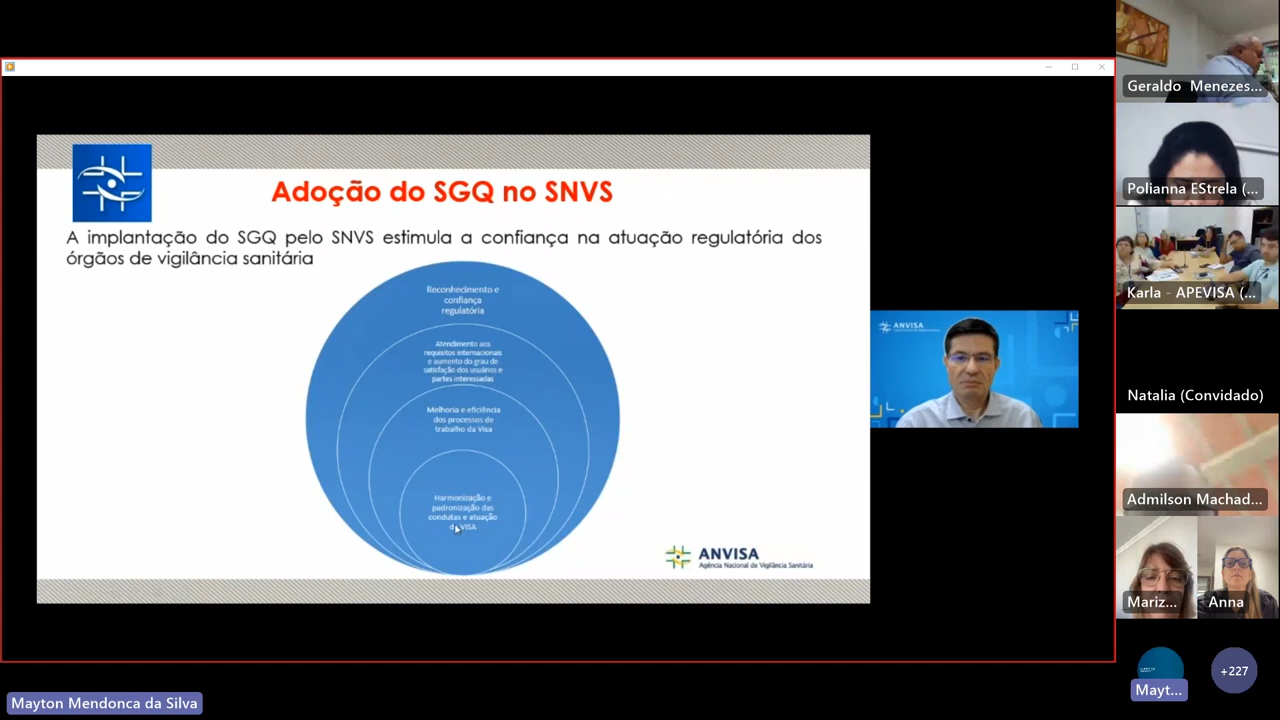 Adoção do SGQ no SNVS
A implantação do SGQ pelo SNVS estimula a confiança na atuação regulatória dos
órgãos de vigilância sanitária
Reconhecimento e
confiança
regulatória
Atendimento aos
requisitos internacionais
e aumento do grau de
satisfação dos usuários e
partes interessadas
Melhoria e eficiência
dos processos de
trabalho da Visa
Harmonização e
padronização das
condutas e atuação
da VISA
ANVISA
Agência Nacional de Vigilância Sanitária
ANVISA
Geraldo Menezes...
Polianna EStrela (...
Karla - APEVISA (...
Natalia (Convidado)
Admilson Machad...
Mariz...
Anna
Mayt...
+227
Mayton Mendonca da Silva